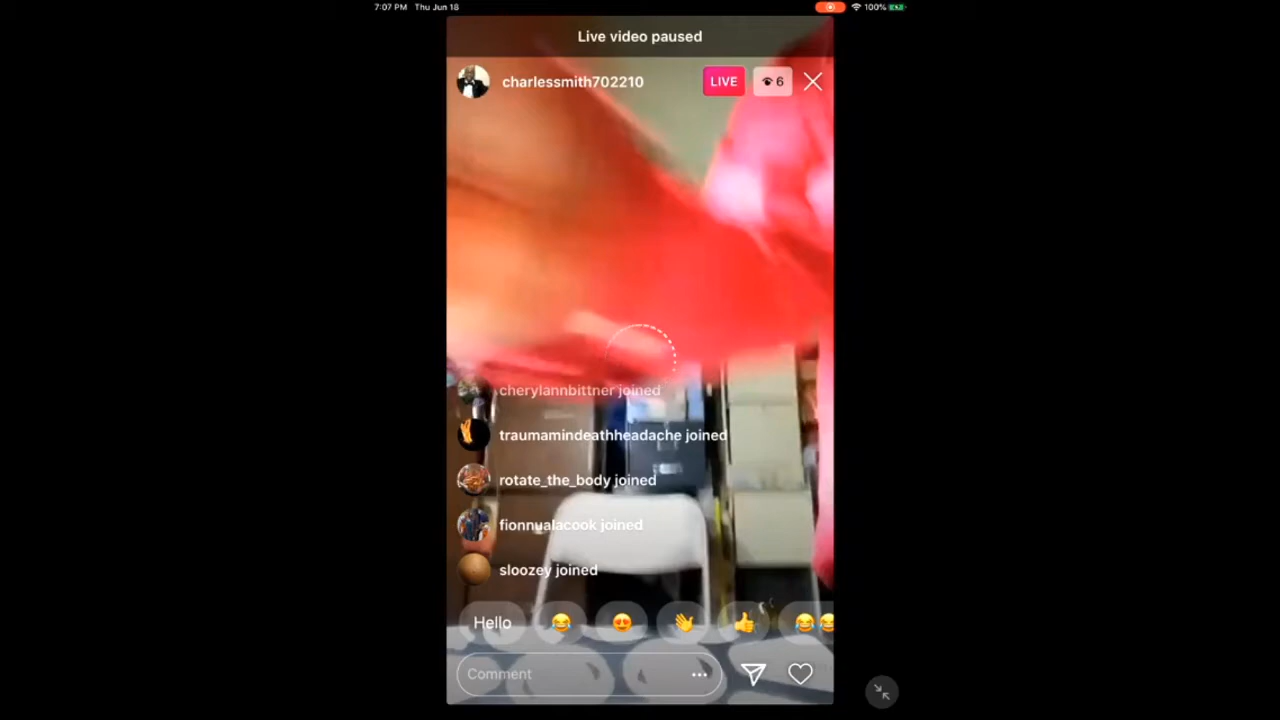 7:07 PM Thu Jun 18
100%
Live video paused
charlessmith702210
LIVE
6
cherylannbittner joined
traumamindeathheadache joined
rotate_the_body joined
fionnualacook joined
sloozey joined
Hello
Comment